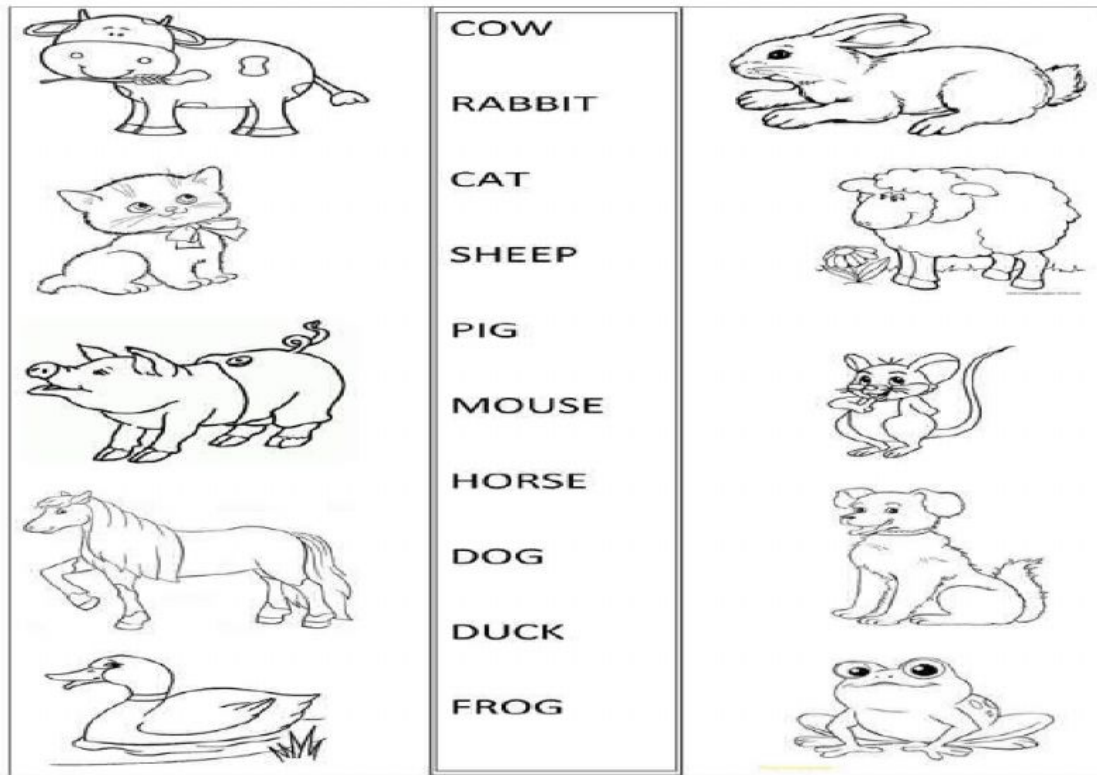 COW
RABBIT
CAT
SHEEP
PIG
MOUSE
HORSE
DOG
DUCK
FROG